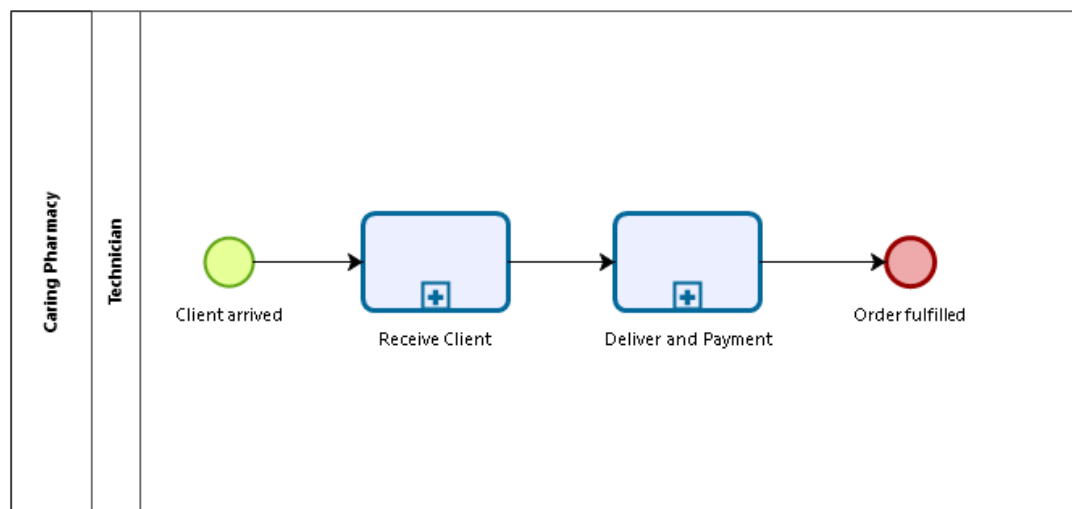 Caring Pharmacy
Technician
Client arrived
Receive Client
Deliver and Payment
Order fulfilled